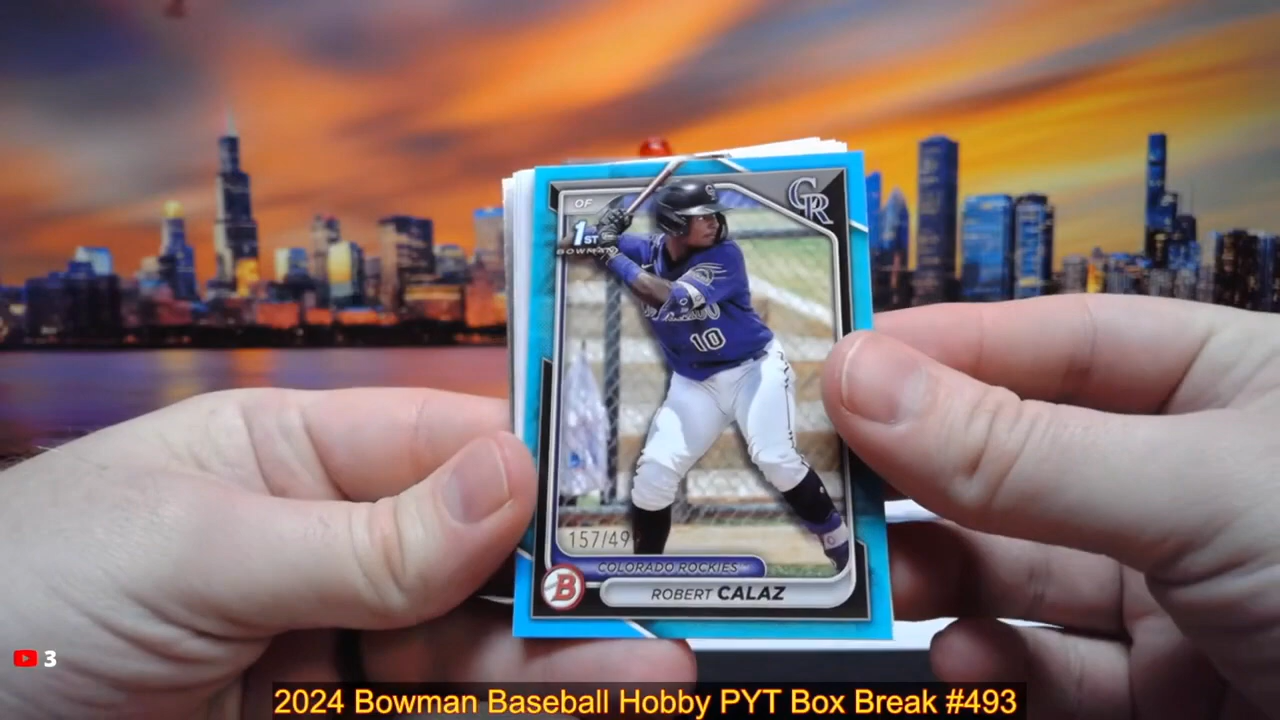 OF
CR
1ST
BOWMAN
10
157/499
COLORADO ROCKIES
B
ROBERT CALAZ
3
2024 Bowman Baseball Hobby PYT Box Break #493